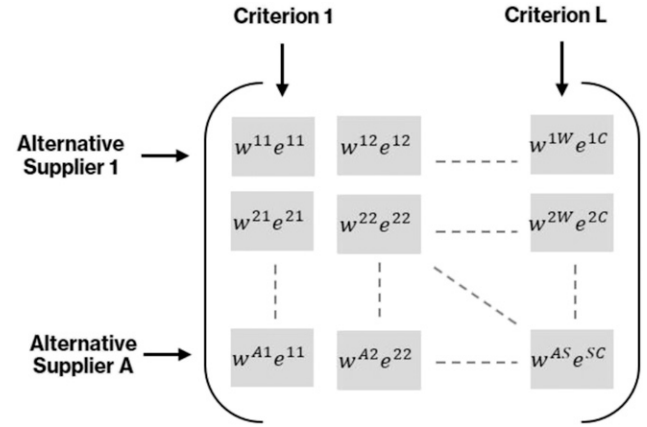 Criterion 1 Criterion L
Alternative
Supplier 1
w¹¹e¹¹ w¹²e¹² w¹ᵂe¹ᶜ
w²¹e²¹ w²²e²² w²ᵂe²ᶜ
Alternative
Supplier A
wᴬ¹e¹¹ wᴬ²e²² wᴬˢeˢᶜ